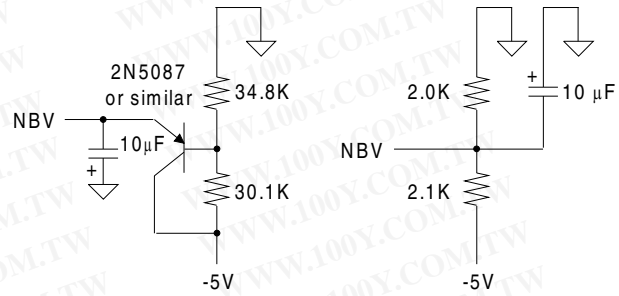 2N5087
or similar
34.8K
NBV
10μF
+
30.1K
-5V
2.0K
+
10 μF
NBV
2.1K
-5V
WWW.100Y.COM.TW